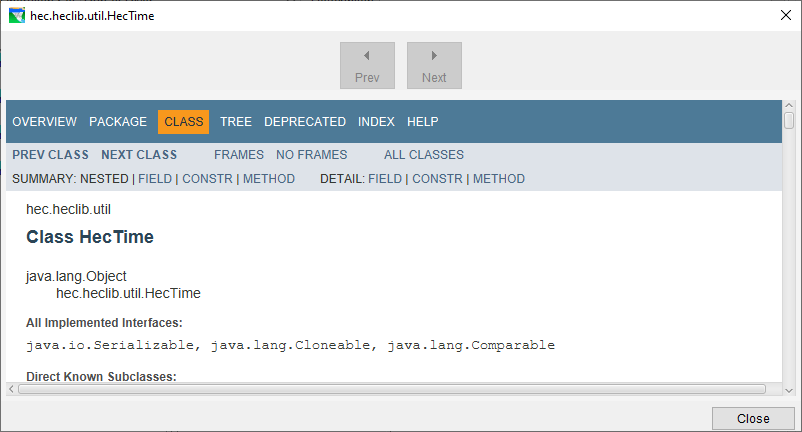 hec.heclib.util.HecTime
Prev Next
OVERVIEW PACKAGE CLASS TREE DEPRECATED INDEX HELP
PREV CLASS NEXT CLASS FRAMES NO FRAMES ALL CLASSES
SUMMARY: NESTED | FIELD | CONSTR | METHOD DETAIL: FIELD | CONSTR | METHOD
hec.heclib.util
Class HecTime
java.lang.Object
hec.heclib.util.HecTime
All Implemented Interfaces:
java.io.Serializable, java.lang.Cloneable, java.lang.Comparable
Direct Known Subclasses:
Close